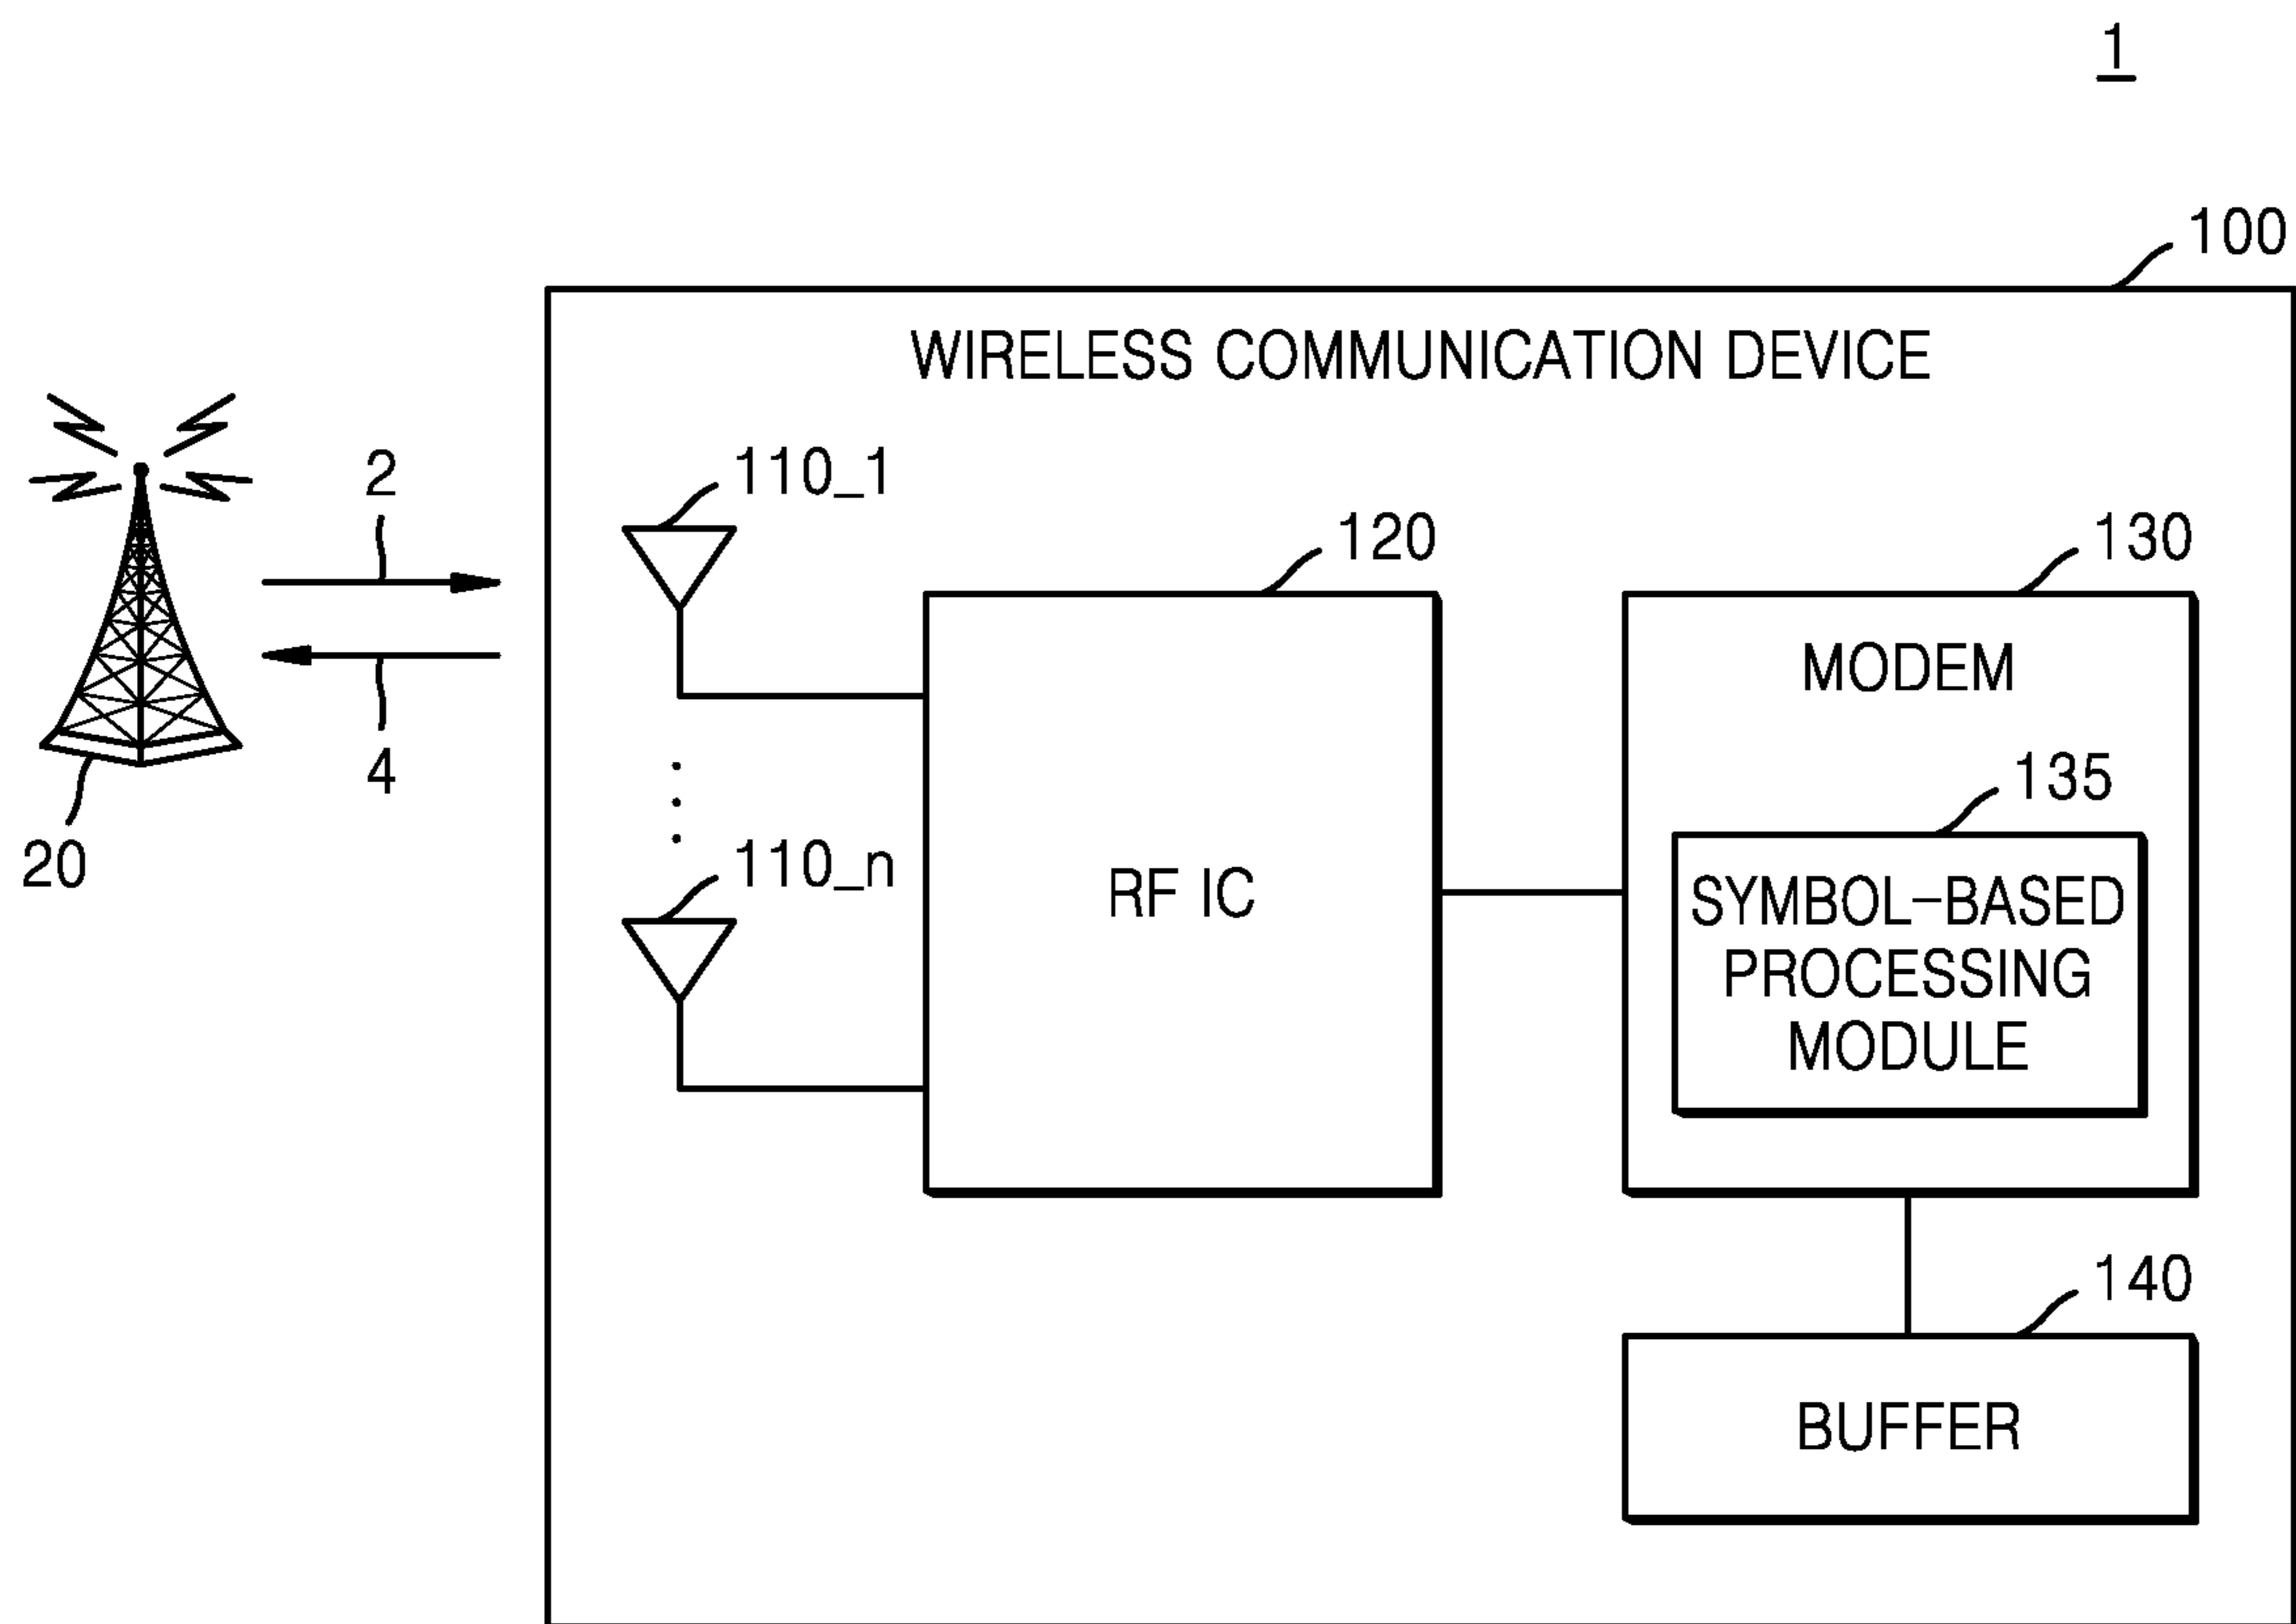 1
100
WIRELESS COMMUNICATION DEVICE
2
110_1
120
130
MODEM
4
135
20
110_n
RF IC
SYMBOL-BASED
PROCESSING
MODULE
140
BUFFER